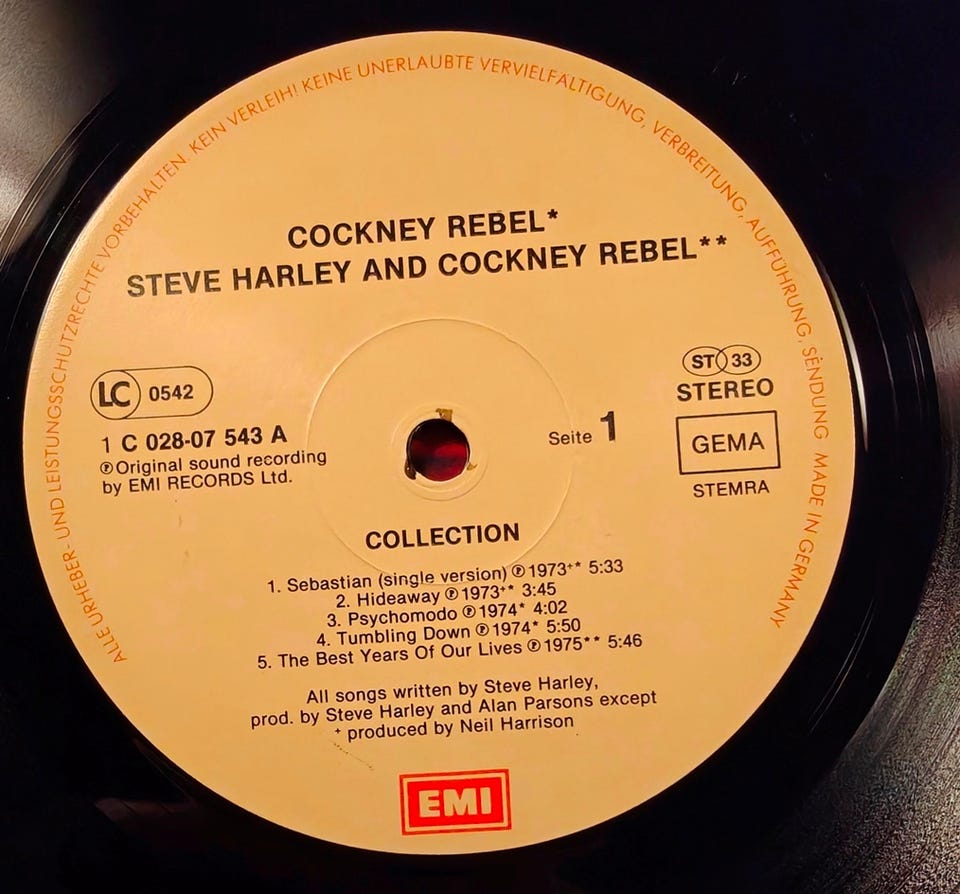 ALLE URHEBER- UND LEISTUNGSSCHUTZRECHTE VORBEHALTEN. KEIN VERLEIH! KEINE UNERLAUBTE VERVIELFÄLTIGUNG, VERBREITUNG, AUFFÜHRUNG, SENDUNG MADE IN GERMANY
COCKNEY REBEL*
STEVE HARLEY AND COCKNEY REBEL**
LC 0542
1 C 028-07 543 A
℗ Original sound recording
by EMI RECORDS Ltd.
Seite 1
ST 33
STEREO
GEMA
STEMRA
COLLECTION
1. Sebastian (single version) ℗ 1973⁺* 5:33
2. Hideaway ℗ 1973⁺* 3:45
3. Psychomodo ℗ 1974* 4:02
4. Tumbling Down ℗ 1974* 5:50
5. The Best Years Of Our Lives ℗ 1975** 5:46
All songs written by Steve Harley,
prod. by Steve Harley and Alan Parsons except
⁺ produced by Neil Harrison
EMI